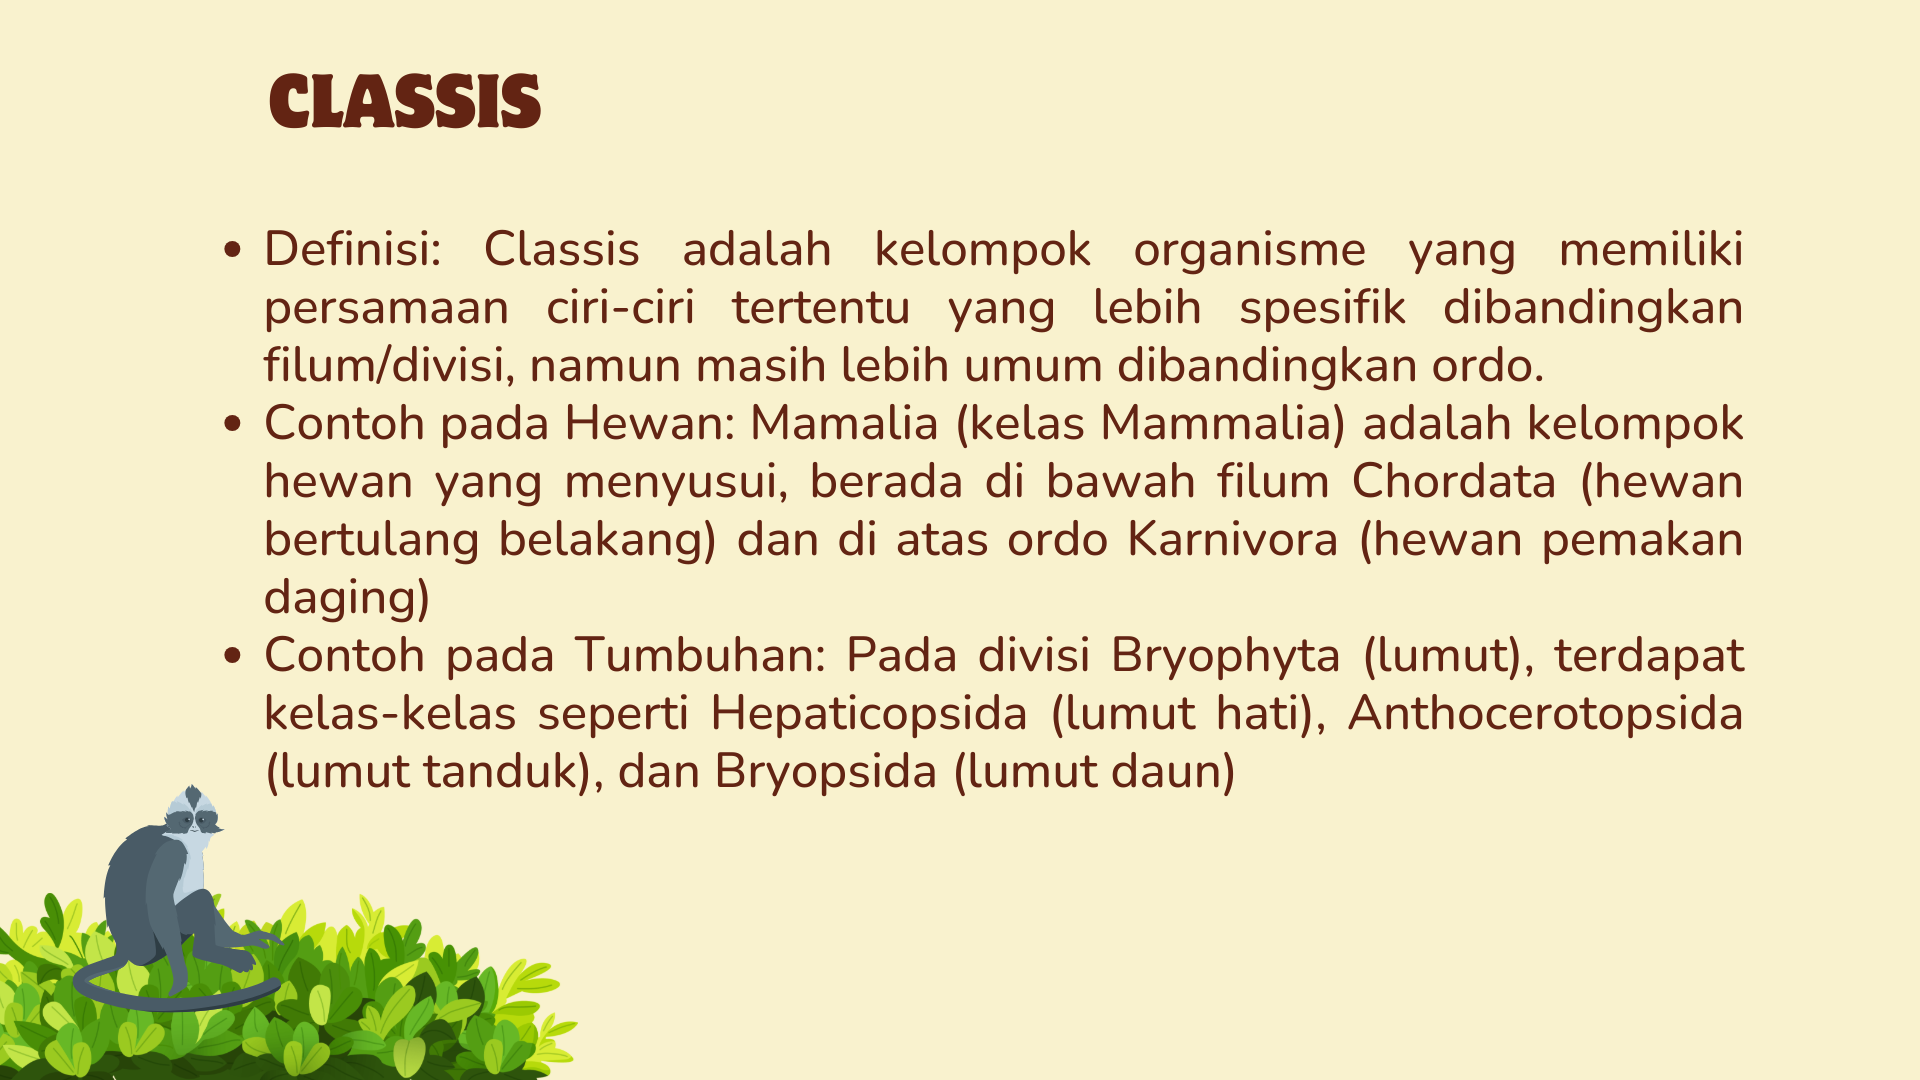 CLASSIS
• Definisi: Classis adalah kelompok organisme yang memiliki
persamaan ciri-ciri tertentu yang lebih spesifik dibandingkan
filum/divisi, namun masih lebih umum dibandingkan ordo.
• Contoh pada Hewan: Mamalia (kelas Mammalia) adalah kelompok
hewan yang menyusui, berada di bawah filum Chordata (hewan
bertulang belakang) dan di atas ordo Karnivora (hewan pemakan
daging)
• Contoh pada Tumbuhan: Pada divisi Bryophyta (lumut), terdapat
kelas-kelas seperti Hepaticopsida (lumut hati), Anthocerotopsida
(lumut tanduk), dan Bryopsida (lumut daun)